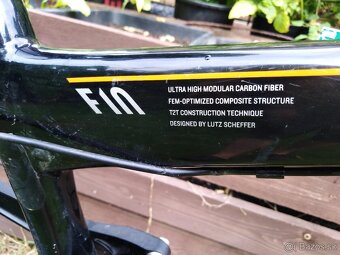 FIN
ULTRA HIGH MODULAR CARBON FIBER
FEM-OPTIMIZED COMPOSITE STRUCTURE
T2T CONSTRUCTION TECHNIQUE
DESIGNED BY LUTZ SCHEFFER